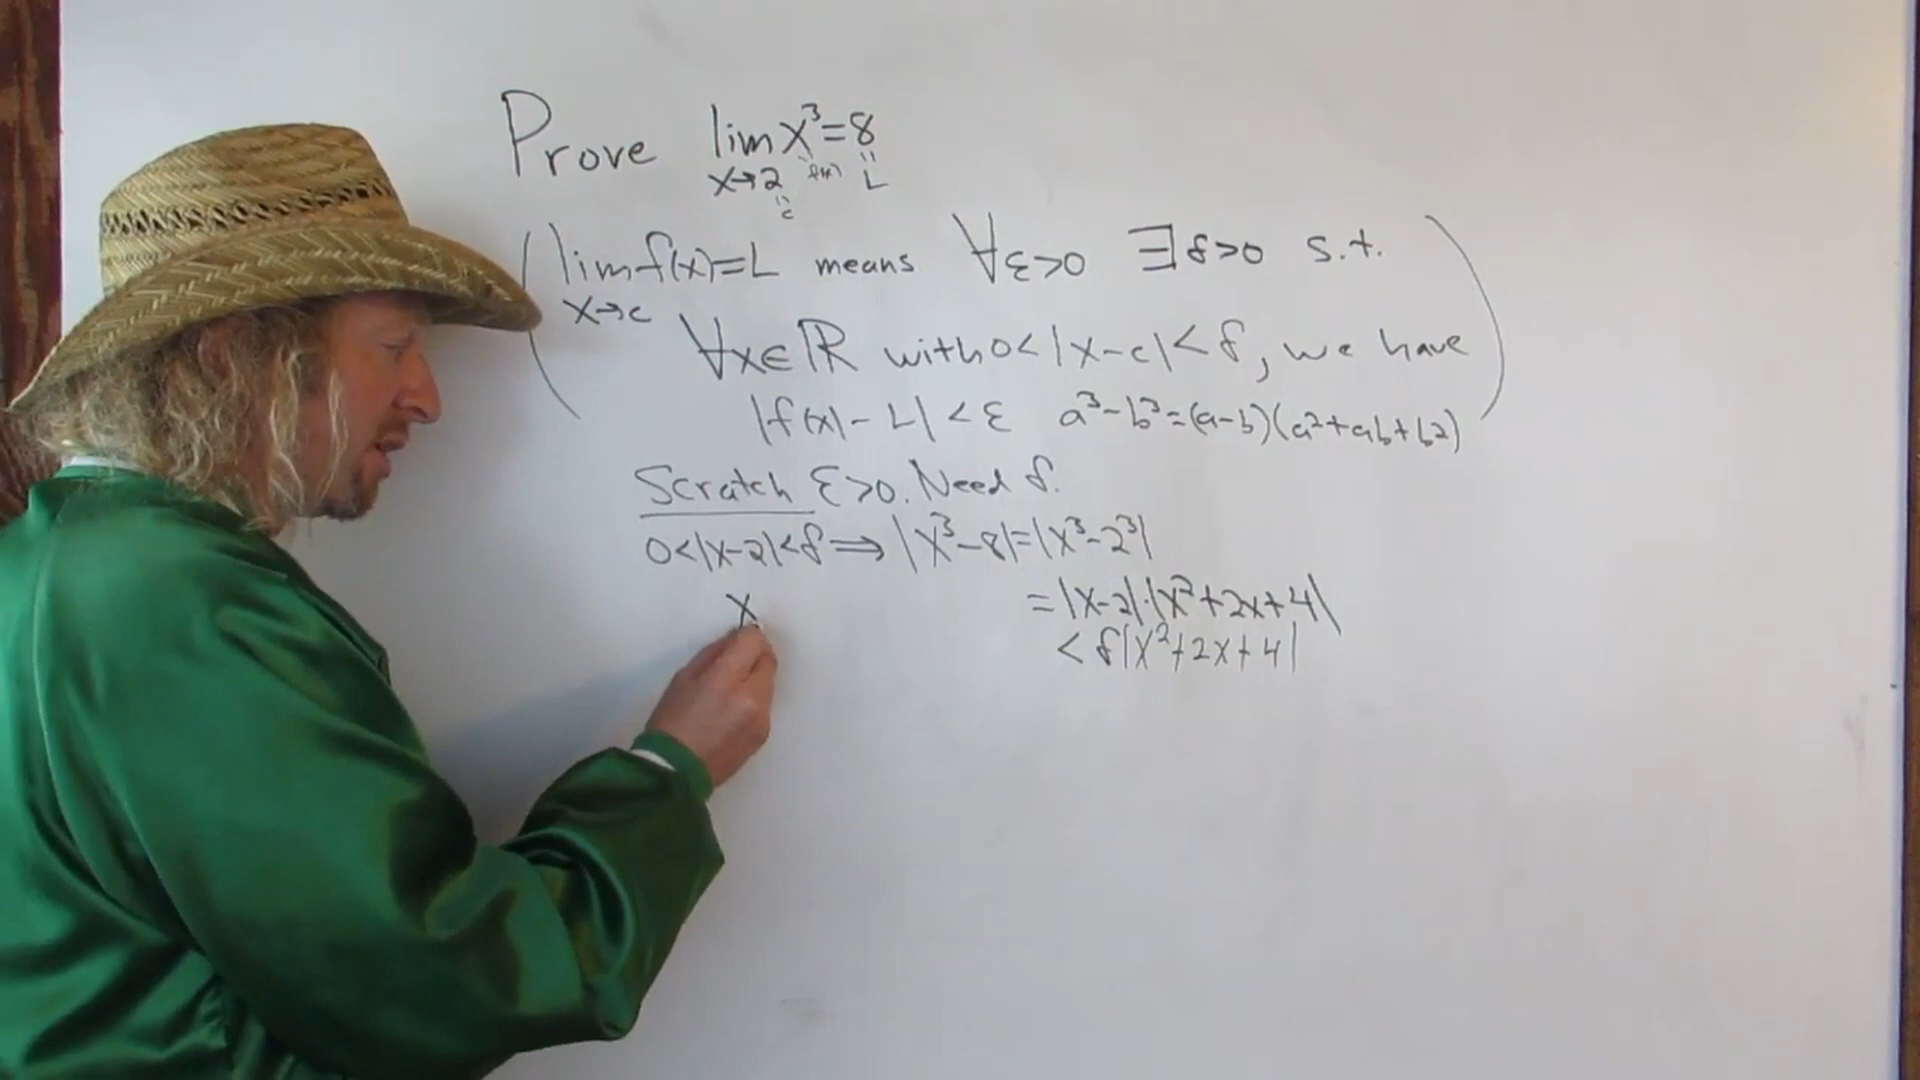 Prove lim x³=8
x→2 f(x) L
c
(lim f(x)=L means ∀ε>0 ∃δ>0 s.t.
x→c
∀x∈ℝ with 0<|x-c|<δ, we have
|f(x)-L|<ε a³-b³=(a-b)(a²+ab+b²))
Scratch ε>0. Need δ.
0<|x-2|<δ⇒|x³-8|=|x³-2³|
=|x-2|·|x²+2x+4|
x
<δ|x²+2x+4|